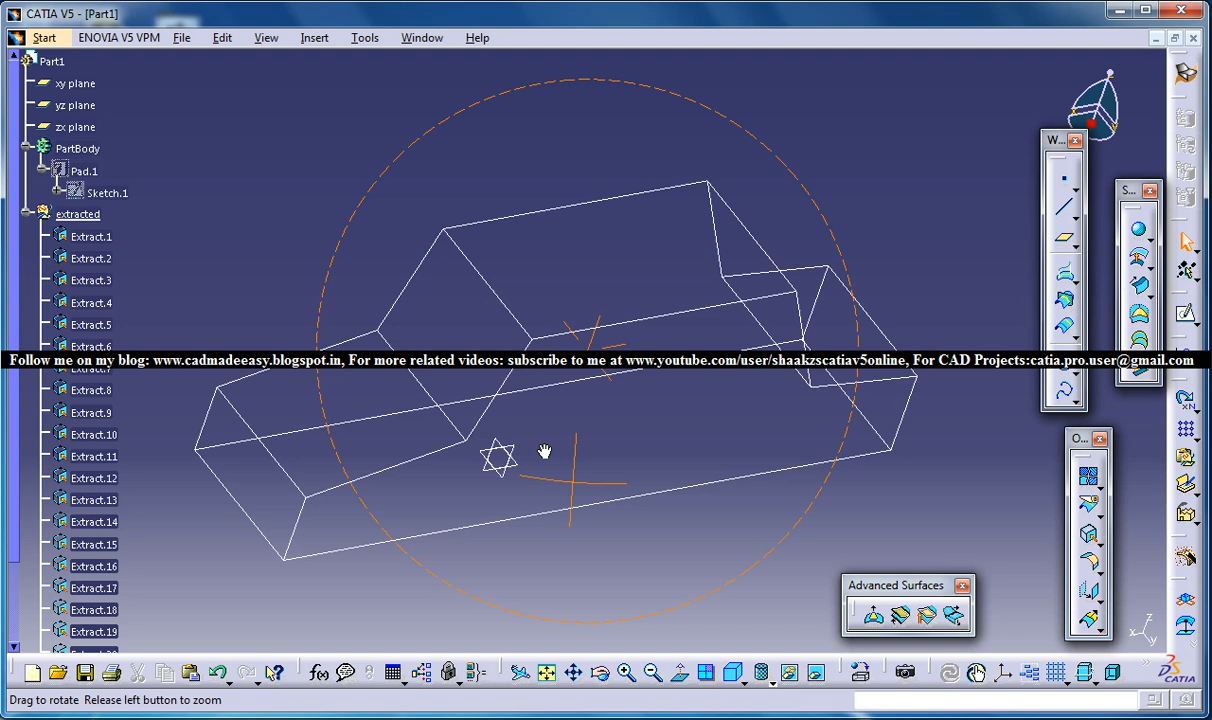 CATIA V5 - [Part1]
Start ENOVIA V5 VPM File Edit View Insert Tools Window Help
Part1
xy plane
yz plane
zx plane
PartBody
Pad.1
Sketch.1
extracted
Extract.1
Extract.2
Extract.3
Extract.4
Extract.5
Extract.6
Follow me on my blog: www.cadmadeeasy.blogspot.in, For more related videos: subscribe to me at www.youtube.com/user/shaakzscatiav5online, For CAD Projects:catia.pro.user@gmail.com
Extract.8
Extract.9
Extract.10
Extract.11
Extract.12
Extract.13
Extract.14
Extract.15
Extract.16
Extract.17
Extract.18
Extract.19
W...
S...
O...
Advanced Surfaces
z
x
y
CATIA
Drag to rotate Release left button to zoom